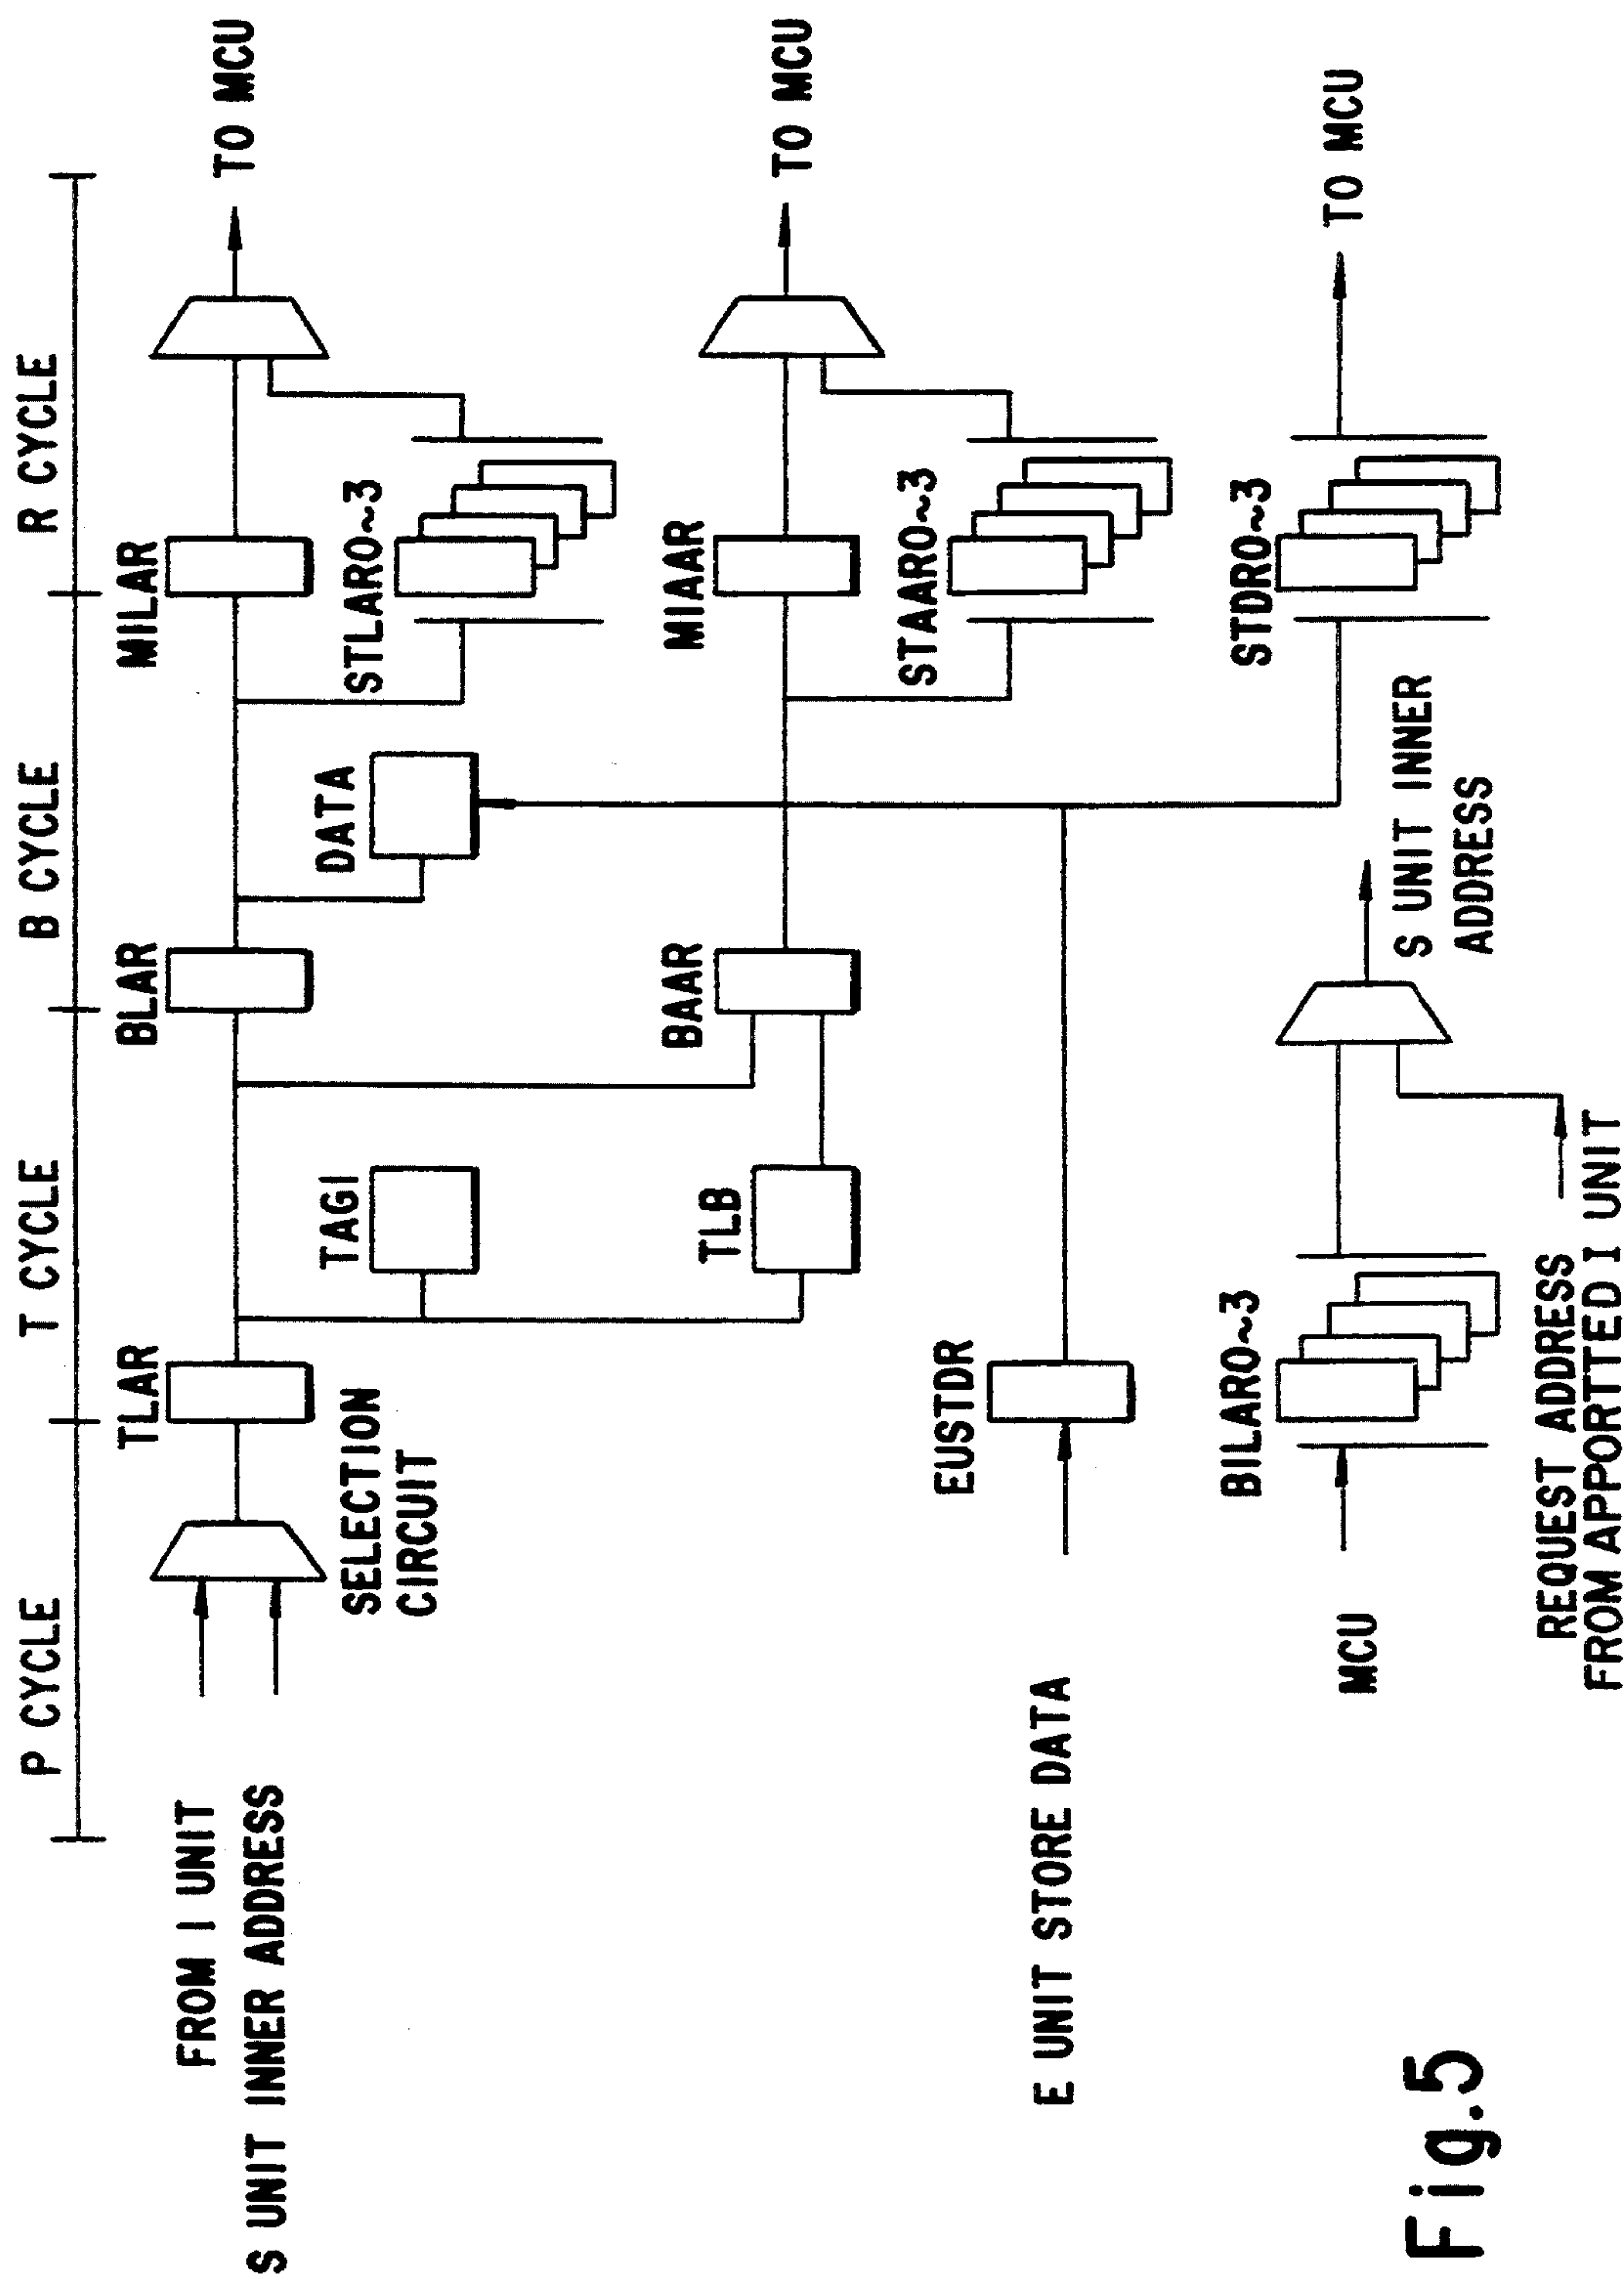 P CYCLE
T CYCLE
B CYCLE
R CYCLE
FROM I UNIT
S UNIT INNER ADDRESS
SELECTION
CIRCUIT
TLAR
BLAR
MILAR
TO MCU
TAGI
DATA
STLAR0~3
TLB
BAAR
MIAAR
TO MCU
STAAR0~3
E UNIT STORE DATA
EUSTDR
STDR0~3
TO MCU
MCU
BILAR0~3
S UNIT INNER
ADDRESS
REQUEST ADDRESS
FROM APPORTTED I UNIT
Fig.5